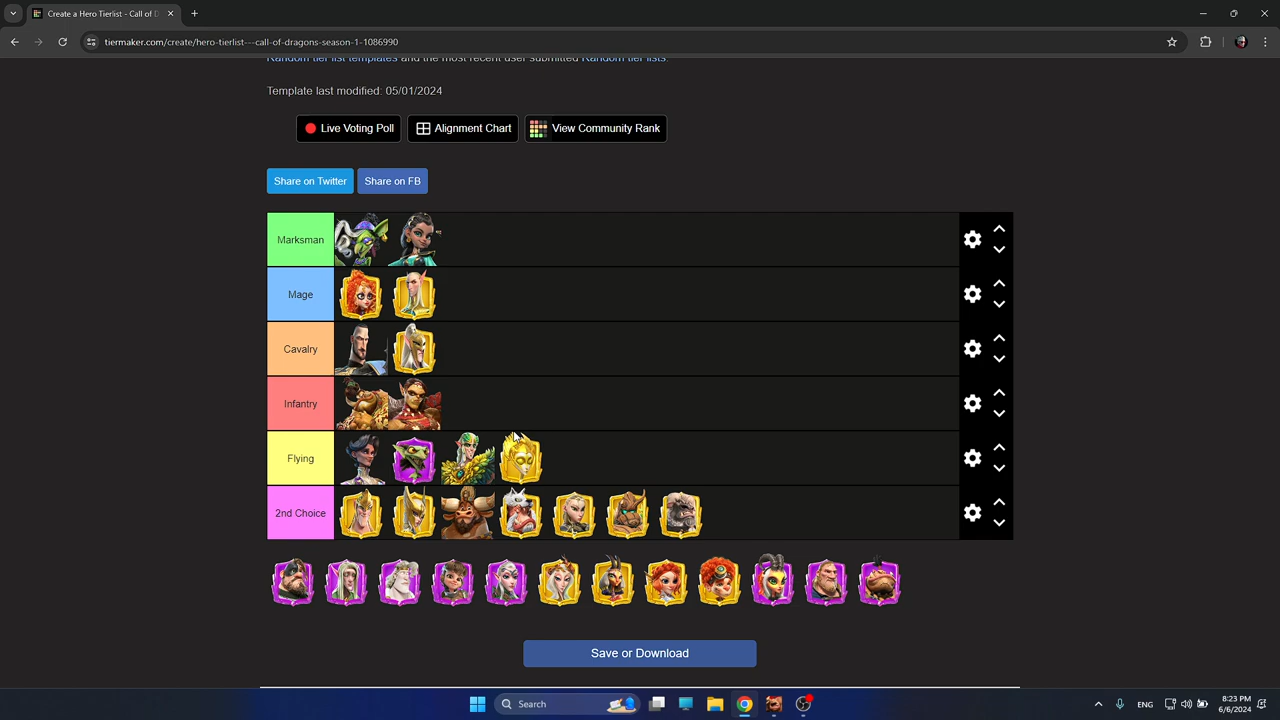 Create a Hero Tierlist - Call of D
tiermaker.com/create/hero-tierlist---call-of-dragons-season-1-1086990
Random tier list templates and the most recent user submitted Random tier lists.
Template last modified: 05/01/2024
Live Voting Poll
Alignment Chart
View Community Rank
Share on Twitter
Share on FB
Marksman
Mage
Cavalry
Infantry
Flying
2nd Choice
Save or Download
Search
ENG
8:23 PM
6/6/2024